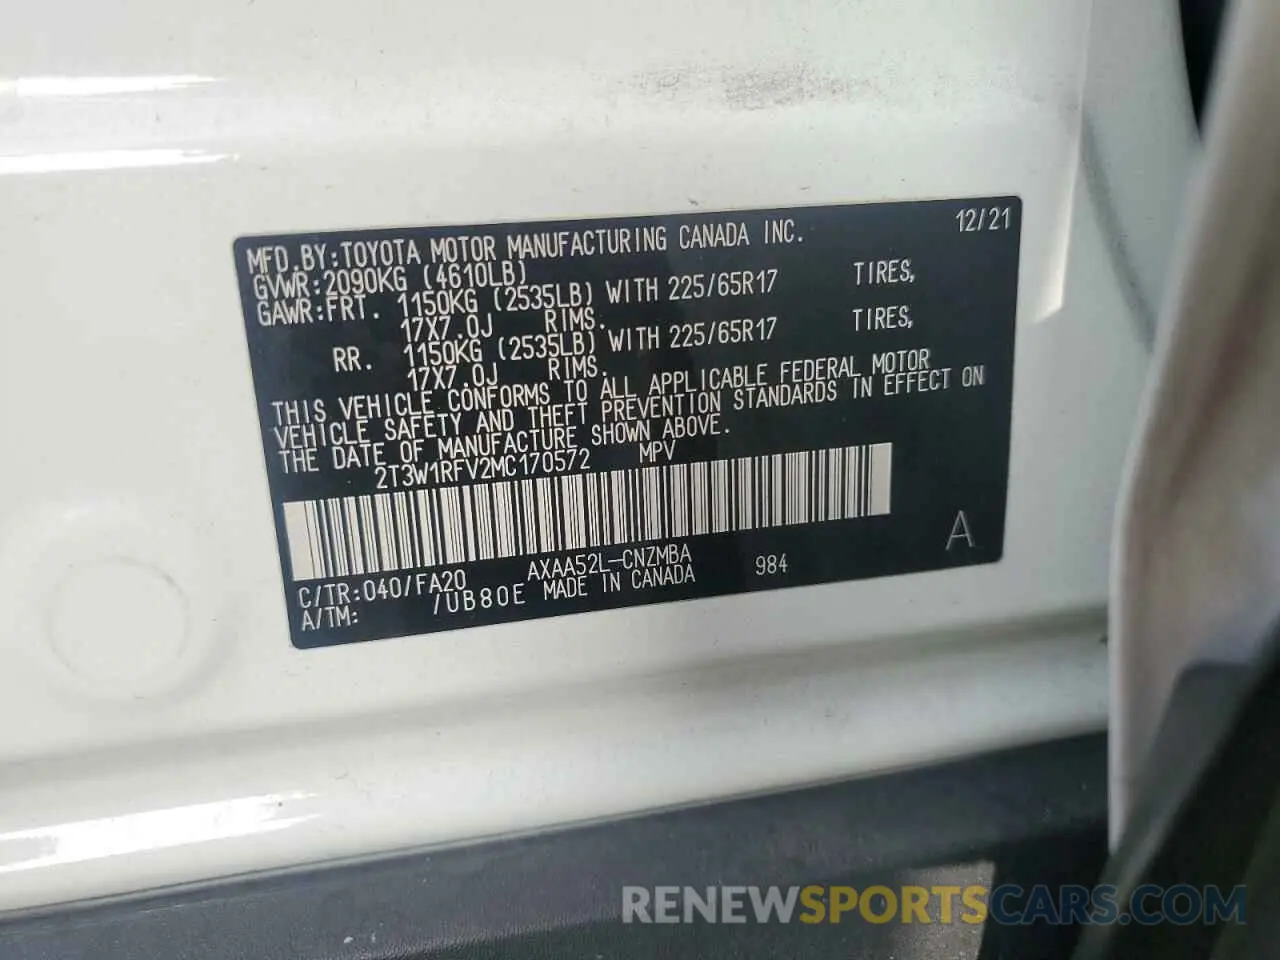 12/21
MFD.BY:TOYOTA MOTOR MANUFACTURING CANADA INC.
GVWR:2090KG (4610LB)
GAWR:FRT. 1150KG (2535LB) WITH 225/65R17 TIRES,
17X7.0J RIMS.
RR. 1150KG (2535LB) WITH 225/65R17 TIRES,
17X7.0J RIMS.
THIS VEHICLE CONFORMS TO ALL APPLICABLE FEDERAL MOTOR
VEHICLE SAFETY AND THEFT PREVENTION STANDARDS IN EFFECT ON
THE DATE OF MANUFACTURE SHOWN ABOVE.
2T3W1RFV2MC170572 MPV
A
C/TR:040/FA20 AXAA52L-CNZMBA 984
A/TM: /UB80E MADE IN CANADA
RENEWSPORTSCARS.COM